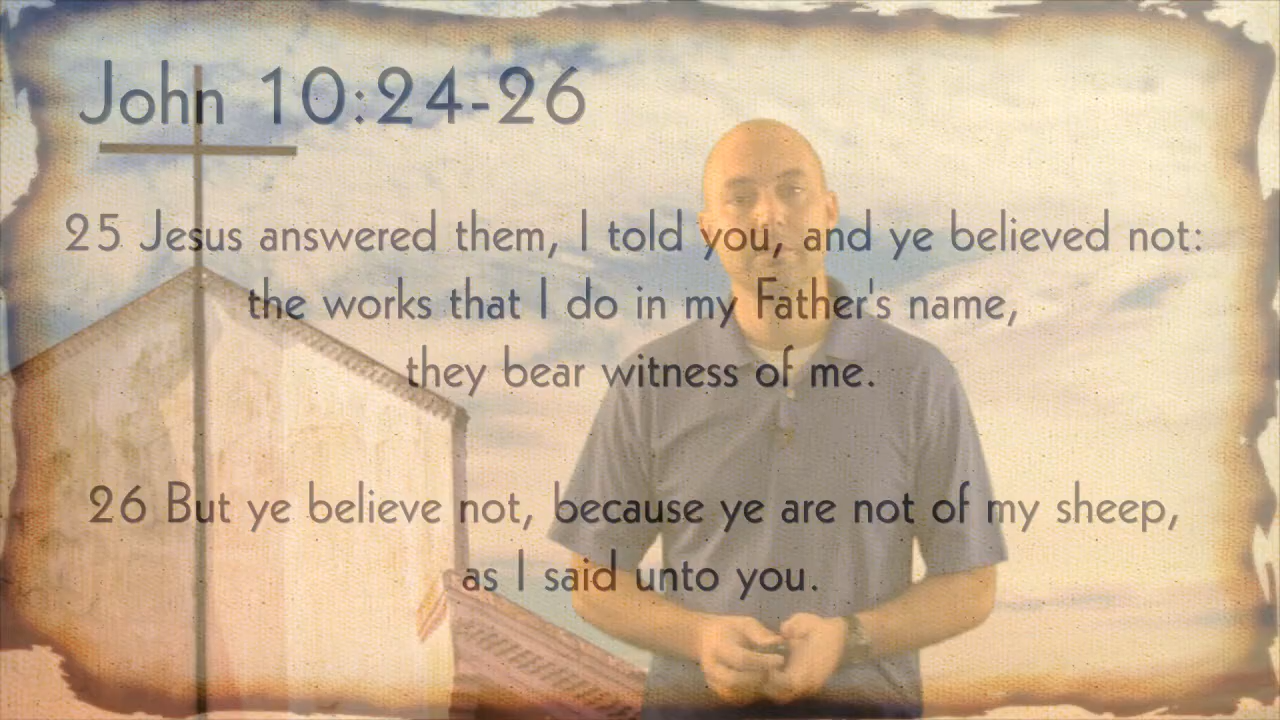 John 10:24-26
25 Jesus answered them, I told you, and ye believed not:
the works that I do in my Father's name,
they bear witness of me.
26 But ye believe not, because ye are not of my sheep,
as I said unto you.